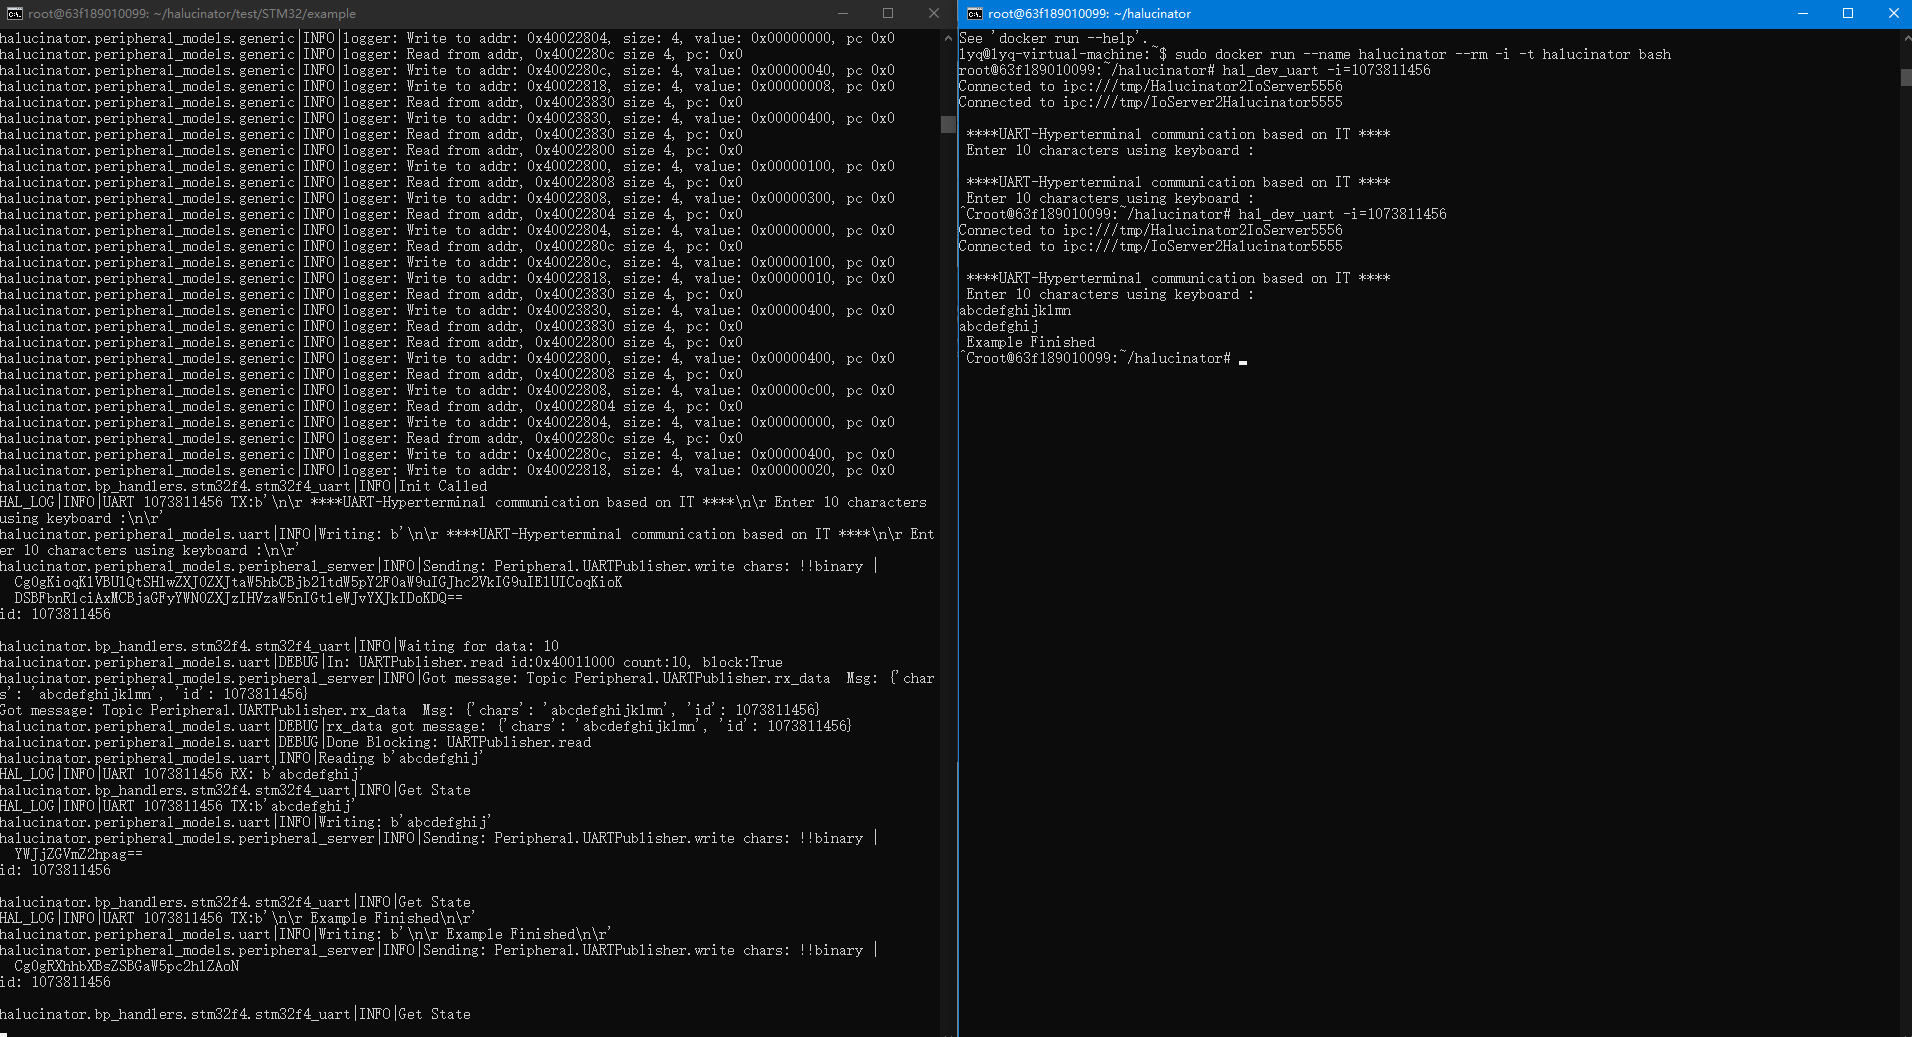 root@63f189010099: ~/halucinator/test/STM32/example
halucinator.peripheral_models.generic|INFO|logger: Write to addr: 0x40022804, size: 4, value: 0x00000000, pc 0x0
halucinator.peripheral_models.generic|INFO|logger: Read from addr, 0x4002280c size 4, pc: 0x0
halucinator.peripheral_models.generic|INFO|logger: Write to addr: 0x4002280c, size: 4, value: 0x00000040, pc 0x0
halucinator.peripheral_models.generic|INFO|logger: Write to addr: 0x40022818, size: 4, value: 0x00000008, pc 0x0
halucinator.peripheral_models.generic|INFO|logger: Read from addr, 0x40023830 size 4, pc: 0x0
halucinator.peripheral_models.generic|INFO|logger: Write to addr: 0x40023830, size: 4, value: 0x00000400, pc 0x0
halucinator.peripheral_models.generic|INFO|logger: Read from addr, 0x40023830 size 4, pc: 0x0
halucinator.peripheral_models.generic|INFO|logger: Read from addr, 0x40022800 size 4, pc: 0x0
halucinator.peripheral_models.generic|INFO|logger: Write to addr: 0x40022800, size: 4, value: 0x00000100, pc 0x0
halucinator.peripheral_models.generic|INFO|logger: Read from addr, 0x40022808 size 4, pc: 0x0
halucinator.peripheral_models.generic|INFO|logger: Write to addr: 0x40022808, size: 4, value: 0x00000300, pc 0x0
halucinator.peripheral_models.generic|INFO|logger: Read from addr, 0x40022804 size 4, pc: 0x0
halucinator.peripheral_models.generic|INFO|logger: Write to addr: 0x40022804, size: 4, value: 0x00000000, pc 0x0
halucinator.peripheral_models.generic|INFO|logger: Read from addr, 0x4002280c size 4, pc: 0x0
halucinator.peripheral_models.generic|INFO|logger: Write to addr: 0x4002280c, size: 4, value: 0x00000100, pc 0x0
halucinator.peripheral_models.generic|INFO|logger: Write to addr: 0x40022818, size: 4, value: 0x00000010, pc 0x0
halucinator.peripheral_models.generic|INFO|logger: Read from addr, 0x40023830 size 4, pc: 0x0
halucinator.peripheral_models.generic|INFO|logger: Write to addr: 0x40023830, size: 4, value: 0x00000400, pc 0x0
halucinator.peripheral_models.generic|INFO|logger: Read from addr, 0x40023830 size 4, pc: 0x0
halucinator.peripheral_models.generic|INFO|logger: Read from addr, 0x40022800 size 4, pc: 0x0
halucinator.peripheral_models.generic|INFO|logger: Write to addr: 0x40022800, size: 4, value: 0x00000400, pc 0x0
halucinator.peripheral_models.generic|INFO|logger: Read from addr, 0x40022808 size 4, pc: 0x0
halucinator.peripheral_models.generic|INFO|logger: Write to addr: 0x40022808, size: 4, value: 0x00000c00, pc 0x0
halucinator.peripheral_models.generic|INFO|logger: Read from addr, 0x40022804 size 4, pc: 0x0
halucinator.peripheral_models.generic|INFO|logger: Write to addr: 0x40022804, size: 4, value: 0x00000000, pc 0x0
halucinator.peripheral_models.generic|INFO|logger: Read from addr, 0x4002280c size 4, pc: 0x0
halucinator.peripheral_models.generic|INFO|logger: Write to addr: 0x4002280c, size: 4, value: 0x00000400, pc 0x0
halucinator.peripheral_models.generic|INFO|logger: Write to addr: 0x40022818, size: 4, value: 0x00000020, pc 0x0
halucinator.bp_handlers.stm32f4.stm32f4_uart|INFO|Init Called
HAL_LOG|INFO|UART 1073811456 TX:b'\n\r ****UART-Hyperterminal communication based on IT ****\n\r Enter 10 characters
using keyboard :\n\r'
halucinator.peripheral_models.uart|INFO|Writing: b'\n\r ****UART-Hyperterminal communication based on IT ****\n\r Ent
er 10 characters using keyboard :\n\r'
halucinator.peripheral_models.peripheral_server|INFO|Sending: Peripheral.UARTPublisher.write chars: !!binary |
Cg0gKioqKlVBUlQtSHlwZXJ0ZXJtaW5hbCBjb21tdW5pY2F0aW9uIGJhc2VkIG9uIElUICoqKioK
DSBFbnRlciAxMCBjaGFyYWN0ZXJzIHVzaW5nIGtleWJvYXJkIDoKDQ==
id: 1073811456
halucinator.bp_handlers.stm32f4.stm32f4_uart|INFO|Waiting for data: 10
halucinator.peripheral_models.uart|DEBUG|In: UARTPublisher.read id:0x40011000 count:10, block:True
halucinator.peripheral_models.peripheral_server|INFO|Got message: Topic Peripheral.UARTPublisher.rx_data  Msg: {'char
s': 'abcdefghijklmn', 'id': 1073811456}
Got message: Topic Peripheral.UARTPublisher.rx_data  Msg: {'chars': 'abcdefghijklmn', 'id': 1073811456}
halucinator.peripheral_models.uart|DEBUG|rx_data got message: {'chars': 'abcdefghijklmn', 'id': 1073811456}
halucinator.peripheral_models.uart|DEBUG|Done Blocking: UARTPublisher.read
halucinator.peripheral_models.uart|INFO|Reading b'abcdefghij'
HAL_LOG|INFO|UART 1073811456 RX: b'abcdefghij'
halucinator.bp_handlers.stm32f4.stm32f4_uart|INFO|Get State
HAL_LOG|INFO|UART 1073811456 TX:b'abcdefghij'
halucinator.peripheral_models.uart|INFO|Writing: b'abcdefghij'
halucinator.peripheral_models.peripheral_server|INFO|Sending: Peripheral.UARTPublisher.write chars: !!binary |
YWJjZGVmZ2hpag==
id: 1073811456
halucinator.bp_handlers.stm32f4.stm32f4_uart|INFO|Get State
HAL_LOG|INFO|UART 1073811456 TX:b'\n\r Example Finished\n\r'
halucinator.peripheral_models.uart|INFO|Writing: b'\n\r Example Finished\n\r'
halucinator.peripheral_models.peripheral_server|INFO|Sending: Peripheral.UARTPublisher.write chars: !!binary |
Cg0gRXhhbXBsZSBGaW5pc2hlZAoN
id: 1073811456
halucinator.bp_handlers.stm32f4.stm32f4_uart|INFO|Get State
root@63f189010099: ~/halucinator
See 'docker run --help'.
lyq@lyq-virtual-machine:~$ sudo docker run --name halucinator --rm -i -t halucinator bash
root@63f189010099:~/halucinator# hal_dev_uart -i=1073811456
Connected to ipc:///tmp/Halucinator2IoServer5556
Connected to ipc:///tmp/IoServer2Halucinator5555
****UART-Hyperterminal communication based on IT ****
Enter 10 characters using keyboard :
****UART-Hyperterminal communication based on IT ****
Enter 10 characters using keyboard :
^Croot@63f189010099:~/halucinator# hal_dev_uart -i=1073811456
Connected to ipc:///tmp/Halucinator2IoServer5556
Connected to ipc:///tmp/IoServer2Halucinator5555
****UART-Hyperterminal communication based on IT ****
Enter 10 characters using keyboard :
abcdefghijklmn
abcdefghij
Example Finished
^Croot@63f189010099:~/halucinator#